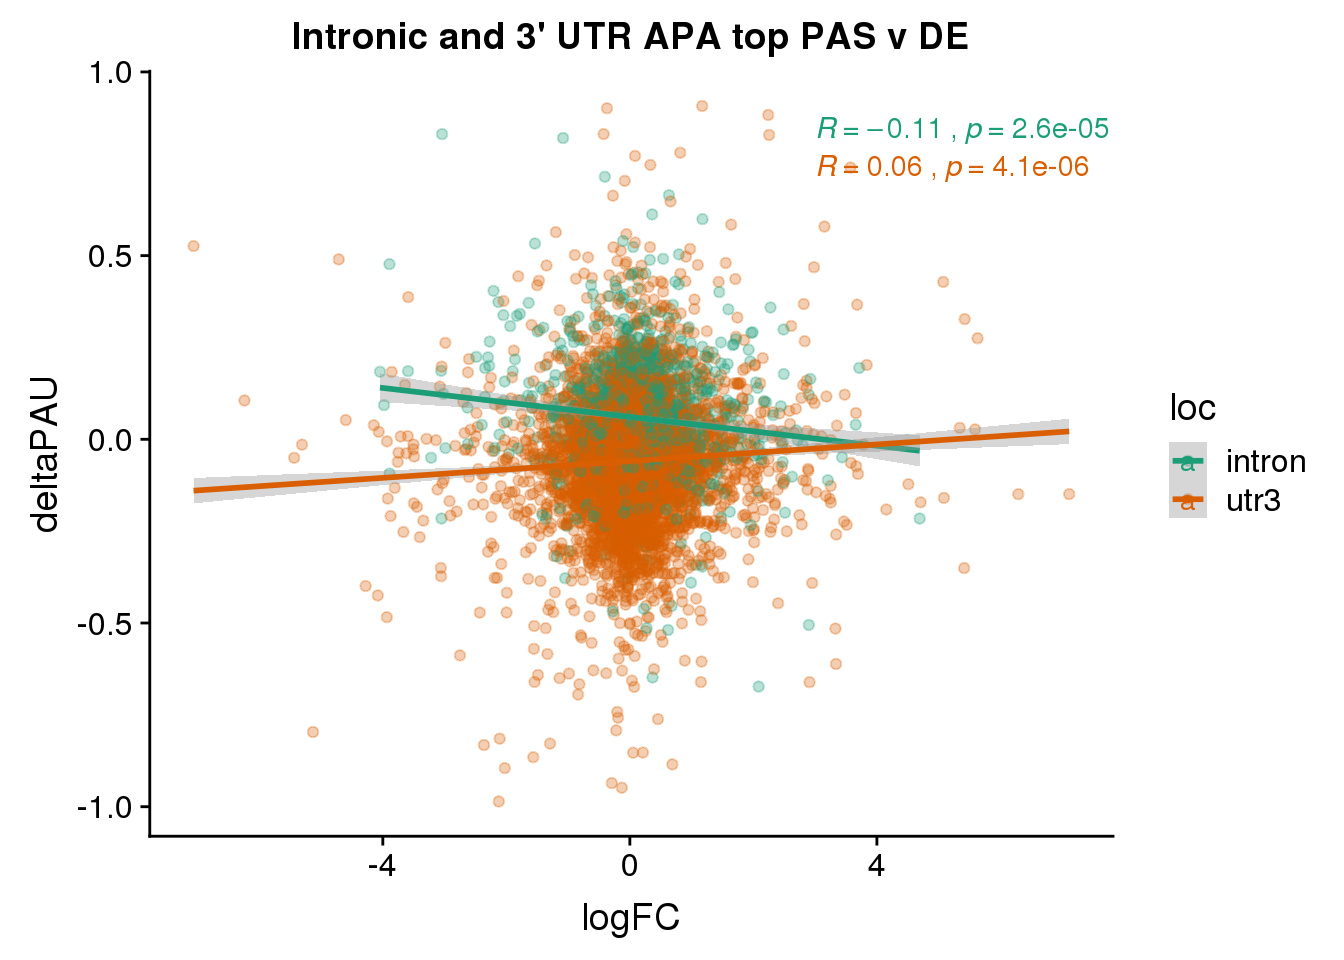 Intronic and 3' UTR APA top PAS v DE
R = −0.11 , p = 2.6e-05
R = 0.06 , p = 4.1e-06
1.0
0.5
0.0
-0.5
-1.0
deltaPAU
-4
0
4
logFC
loc
a intron
a utr3